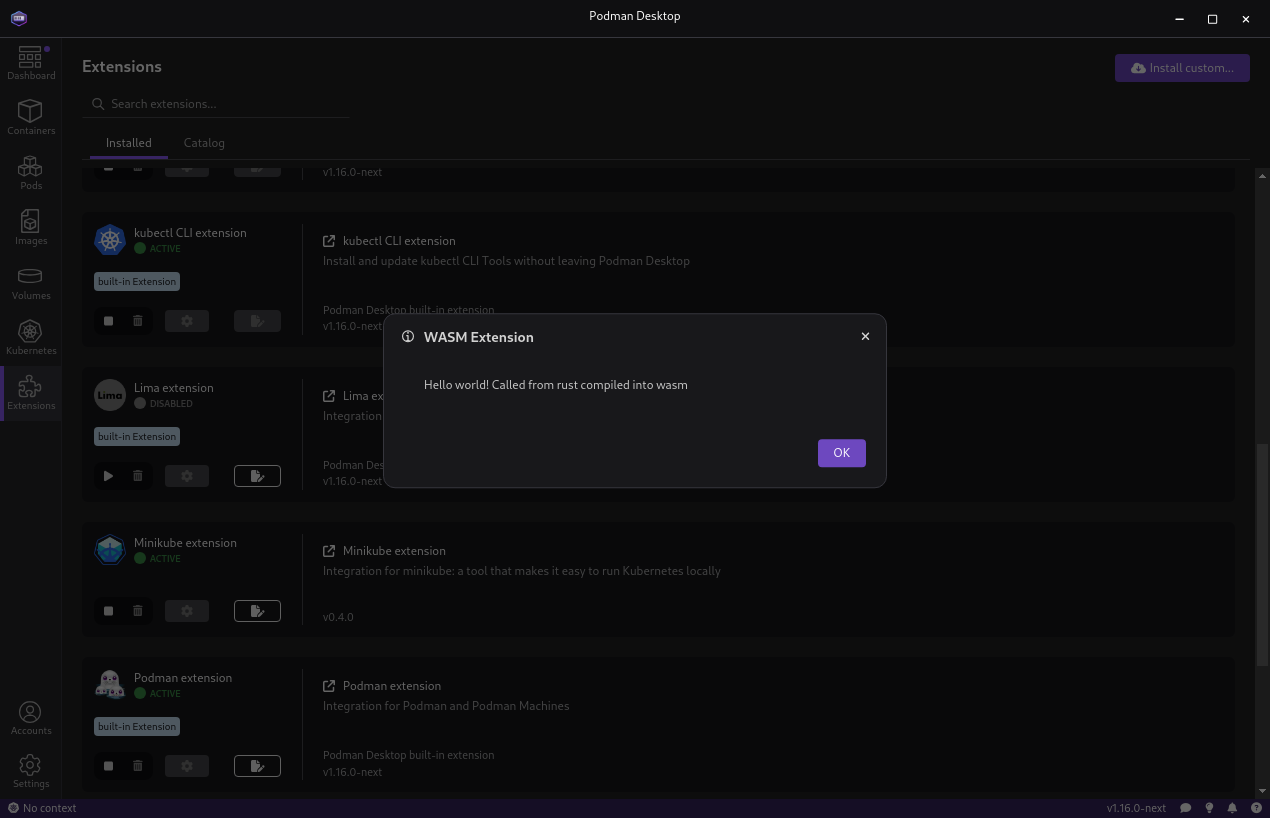 Podman Desktop
Dashboard
Containers
Pods
Images
Volumes
Kubernetes
Extensions
Accounts
Settings
Extensions
Install custom...
Search extensions...
Installed
Catalog
v1.16.0-next
kubectl CLI extension
ACTIVE
built-in Extension
kubectl CLI extension
Install and update kubectl CLI Tools without leaving Podman Desktop
Podman Desktop built-in extension
v1.16.0-next
WASM Extension
Hello world! Called from rust compiled into wasm
OK
Lima
Lima extension
DISABLED
built-in Extension
Lima ex
Integration
Podman Des
v1.16.0-next
Minikube extension
ACTIVE
Minikube extension
Integration for minikube: a tool that makes it easy to run Kubernetes locally
v0.4.0
Podman extension
ACTIVE
built-in Extension
Podman extension
Integration for Podman and Podman Machines
Podman Desktop built-in extension
v1.16.0-next
No context
v1.16.0-next